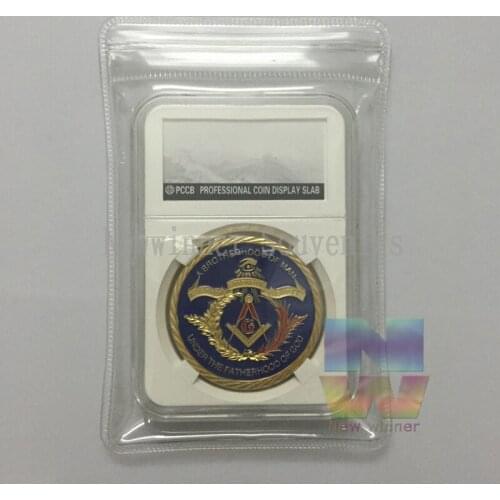 PCCB PROFESSIONAL COIN DISPLAY SLAB
A BROTHERHOOD OF MAN
G
UNDER THE FATHERHOOD OF GOD
new winner